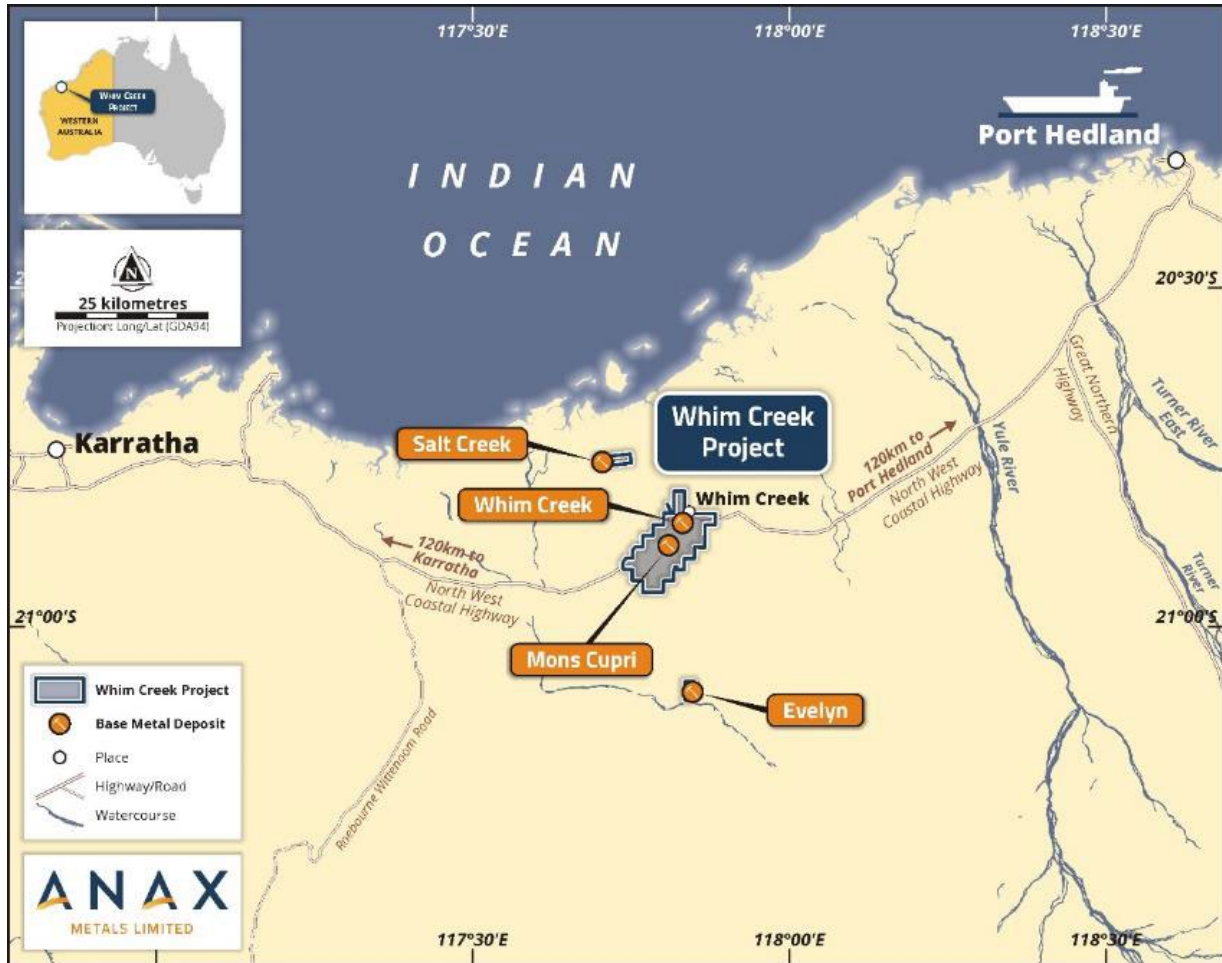 117°30'E
118°00'E
118°30'E
WHIM CREEK
PROJECT
WESTERN
AUSTRALIA
N
25 kilometres
Projection: Long/Lat (GDA94)
INDIAN
OCEAN
Port Hedland
20°30'S
Karratha
Salt Creek
Whim Creek
Project
Whim Creek
Whim Creek
120km to
Port Hedland
North West
Coastal Highway
Yule River
Great Northern
Highway
Turner River
East
Turner
River
120km to
Karratha
North West
Coastal Highway
21°00'S
21°00'S
Mons Cupri
Evelyn
Roebourne Wittenoom Road
Whim Creek Project
Base Metal Deposit
Place
Highway/Road
Watercourse
ANAX
METALS LIMITED
117°30'E
118°00'E
118°30'E